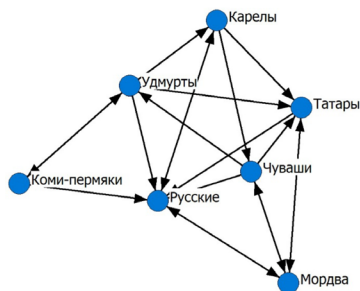 Карелы
Удмурты
Татары
Чуваши
Коми-пермяки
Русские
Мордва